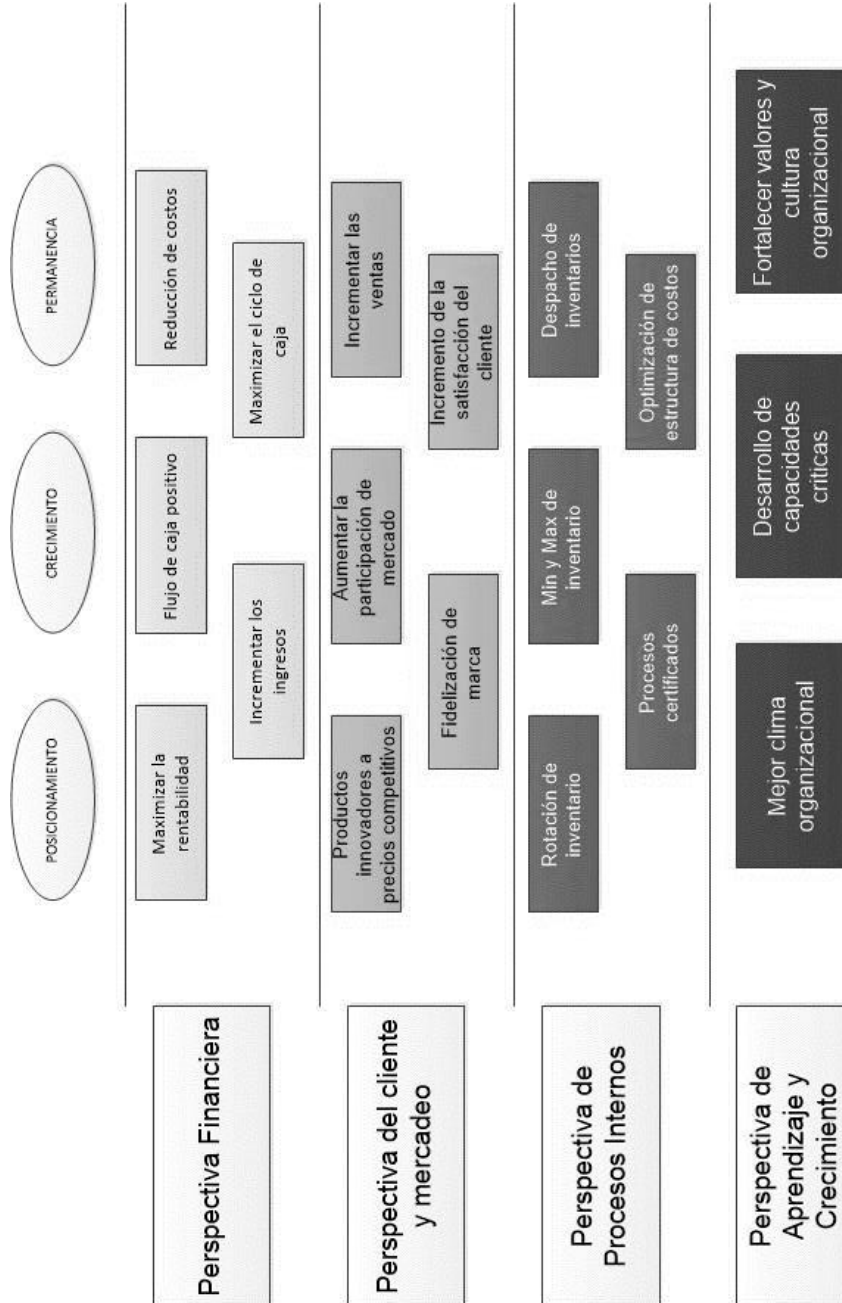 POSICIONAMIENTO
CRECIMIENTO
PERMANENCIA
Perspectiva Financiera
Maximizar la
rentabilidad
Flujo de caja positivo
Reducción de costos
Incrementar los
ingresos
Maximizar el ciclo de
caja
Perspectiva del cliente
y mercadeo
Productos
innovadores a
precios competitivos
Aumentar la
participación de
mercado
Incrementar las
ventas
Fidelización de
marca
Incremento de la
satisfacción del
cliente
Perspectiva de
Procesos Internos
Rotación de
inventario
Min y Max de
inventario
Despacho de
inventarios
Procesos
certificados
Optimización de
estructura de costos
Perspectiva de
Aprendizaje y
Crecimiento
Mejor clima
organizacional
Desarrollo de
capacidades
criticas
Fortalecer valores y
cultura
organizacional